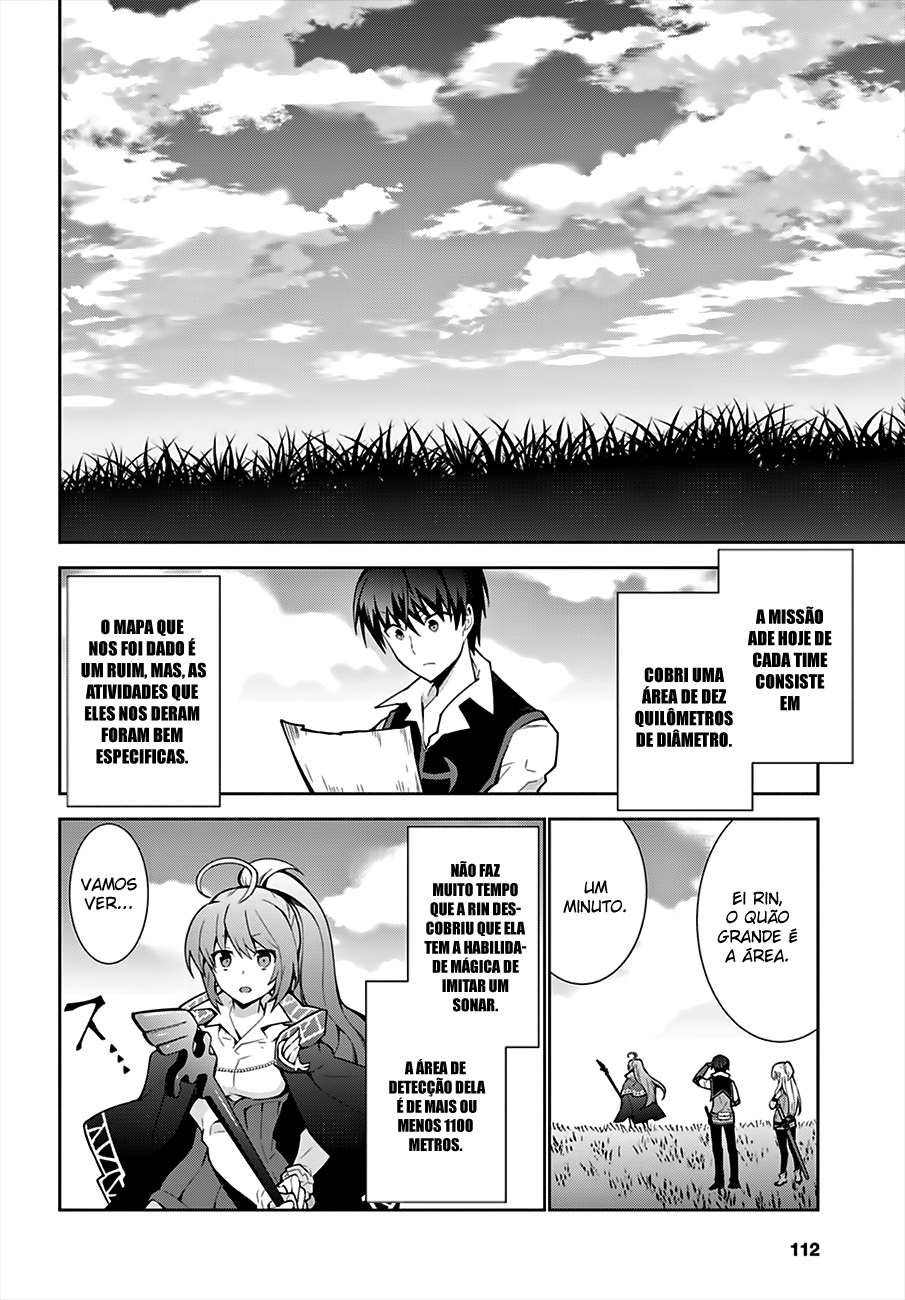 A MISSÃO
ADE HOJE DE
CADA TIME
CONSISTE
EM
COBRI UMA
ÁREA DE DEZ
QUILÔMETROS
DE DIÂMETRO.
O MAPA QUE
NOS FOI DADO É
UM RUIM, MAS, AS
ATIVIDADES QUE
ELES NOS DERAM
FORAM BEM
ESPECIFICAS.
EI RIN,
O QUÃO
GRANDE É
A ÁREA.
UM
MINUTO.
NÃO FAZ
MUITO TEMPO
QUE A RIN DES-
COBRIU QUE ELA
TEM A HABILIDA-
DE MÁGICA DE
IMITAR UM
SONAR.
A ÁREA DE
DETECÇÃO DELA
É DE MAIS OU
MENOS 1100
METROS.
VAMOS
VER...
ス...
112